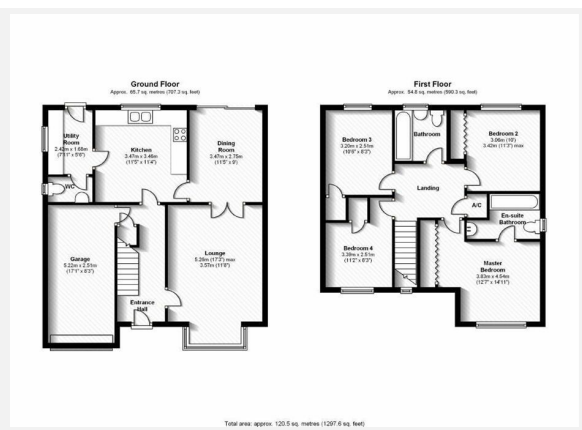 Ground Floor
Approx. 65.7 sq. metres (707.3 sq. feet)
Utility
Room
2.42m x 1.68m
(7'11" x 5'6")
Kitchen
3.47m x 3.46m
(11'5" x 11'4")
Dining
Room
3.47m x 2.75m
(11'5" x 9')
WC
Garage
5.22m x 2.51m
(17'1" x 8'3")
Lounge
5.26m (17'3") max
3.57m (11'8")
Entrance
Hall
First Floor
Approx. 54.8 sq. metres (590.3 sq. feet)
Bedroom 3
3.20m x 2.51m
(10'6" x 8'3")
Bathroom
Bedroom 2
3.06m (10')
3.42m (11'3") max
Landing
A/C
En-suite
Bathroom
Bedroom 4
3.39m x 2.51m
(11'2" x 8'3")
Master
Bedroom
3.83m x 4.54m
(12'7" x 14'11")
Total area: approx. 120.5 sq. metres (1297.6 sq. feet)